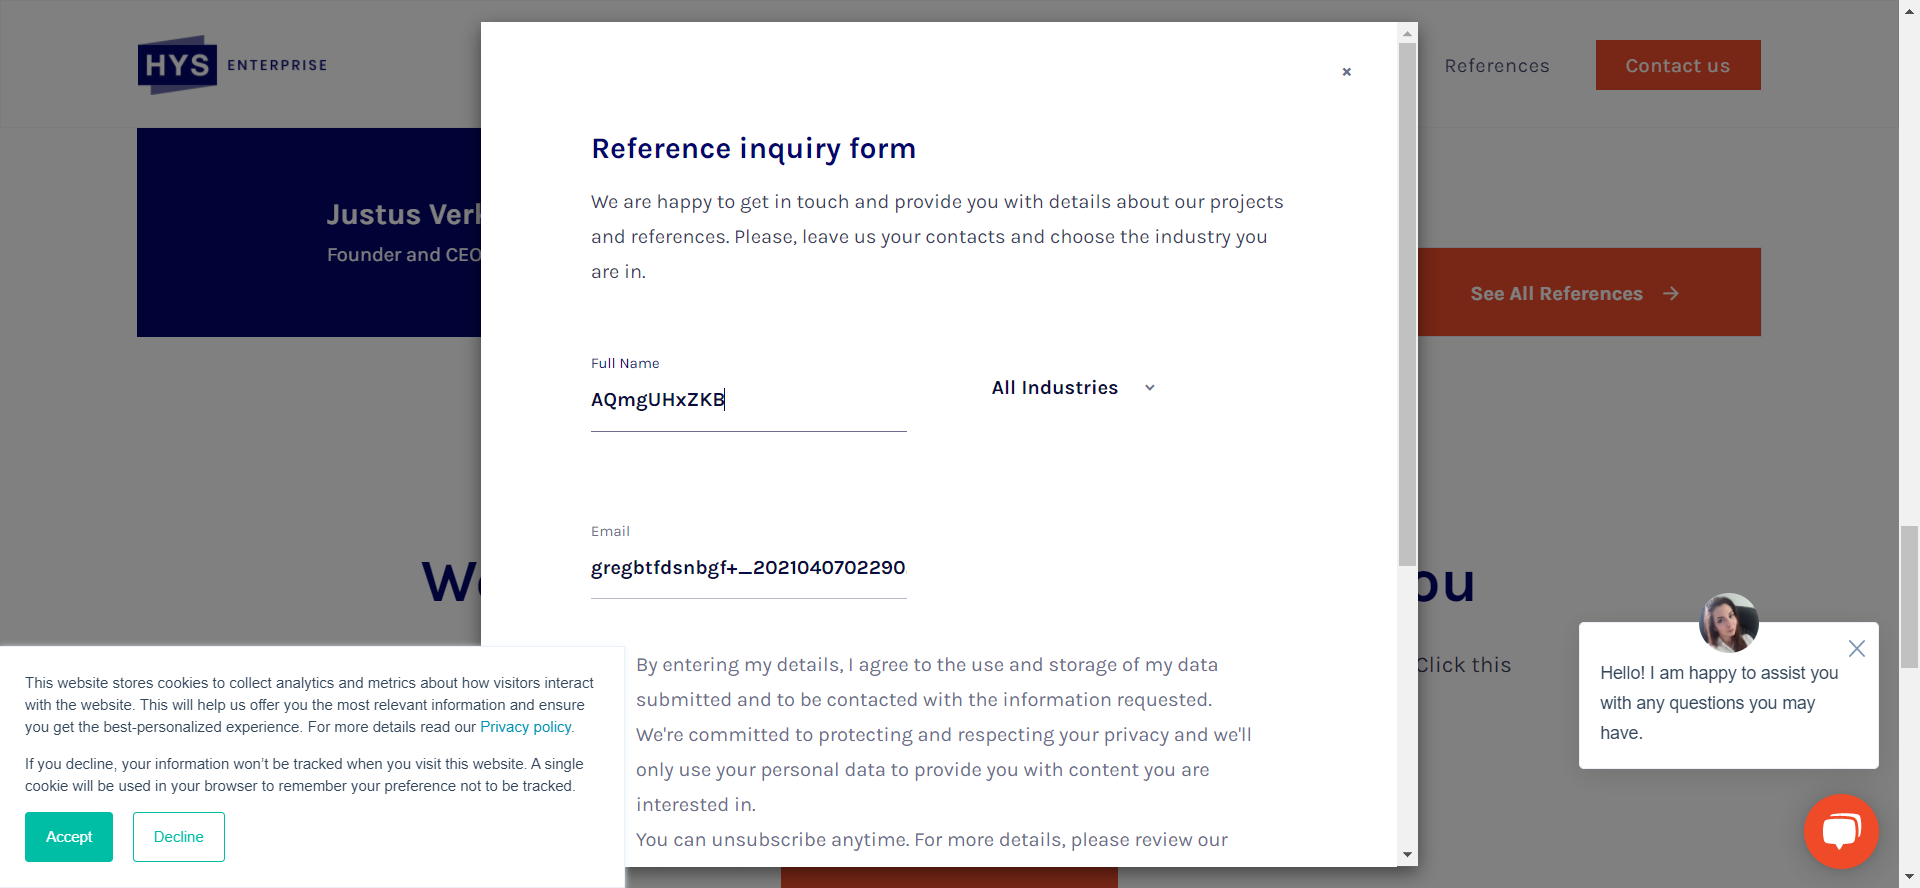 HYS ENTERPRISE
References
Contact us
×
Reference inquiry form
We are happy to get in touch and provide you with details about our projects
and references. Please, leave us your contacts and choose the industry you
are in.
Justus Verk
Founder and CEO
See All References →
Full Name
AQmgUHxZKB
All Industries
Email
gregbtfdsnbgf+_2021040702290
We
ou
Click this
By entering my details, I agree to the use and storage of my data
submitted and to be contacted with the information requested.
We're committed to protecting and respecting your privacy and we'll
only use your personal data to provide you with content you are
interested in.
You can unsubscribe anytime. For more details, please review our
This website stores cookies to collect analytics and metrics about how visitors interact
with the website. This will help us offer you the most relevant information and ensure
you get the best-personalized experience. For more details read our Privacy policy.
If you decline, your information won't be tracked when you visit this website. A single
cookie will be used in your browser to remember your preference not to be tracked.
Accept
Decline
Hello! I am happy to assist you
with any questions you may
have.